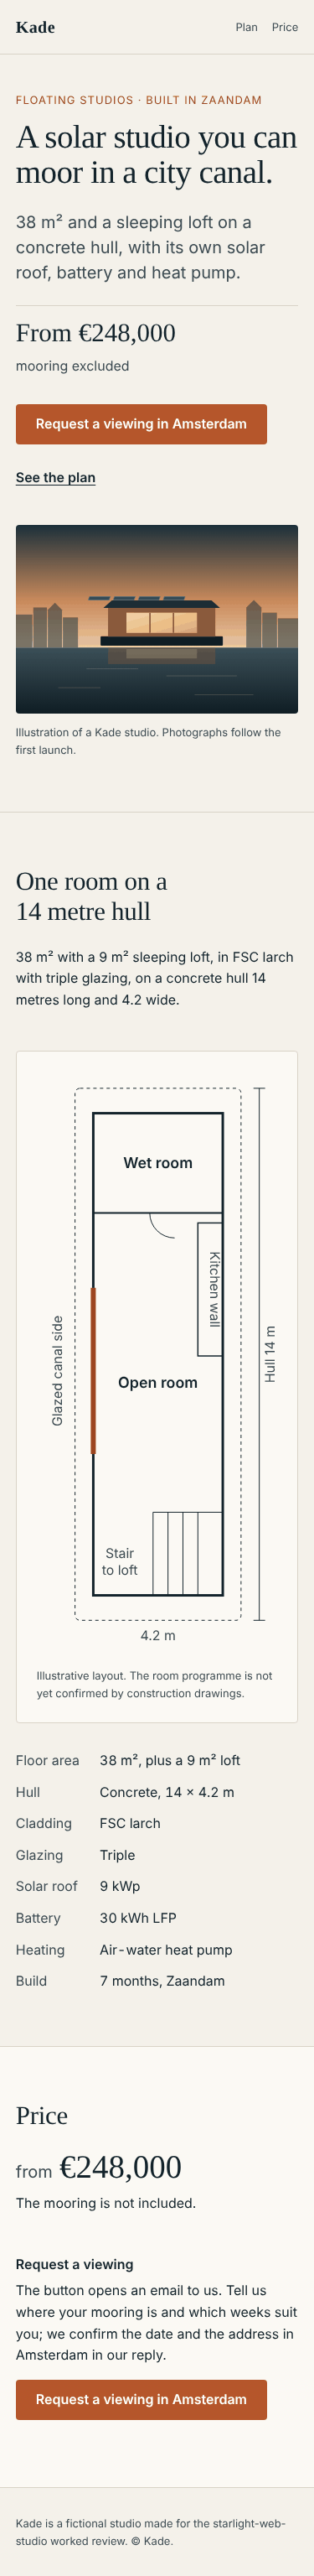 Kade
Plan Price
FLOATING STUDIOS · BUILT IN ZAANDAM
A solar studio you can
moor in a city canal.
38 m² and a sleeping loft on a
concrete hull, with its own solar
roof, battery and heat pump.
From €248,000
mooring excluded
Request a viewing in Amsterdam
See the plan
Illustration of a Kade studio. Photographs follow the
first launch.
One room on a
14 metre hull
38 m² with a 9 m² sleeping loft, in FSC larch
with triple glazing, on a concrete hull 14
metres long and 4.2 wide.
Wet room
Kitchen wall
Glazed canal side
Hull 14 m
Open room
Stair
to loft
4.2 m
Illustrative layout. The room programme is not
yet confirmed by construction drawings.
Floor area 38 m², plus a 9 m² loft
Hull Concrete, 14 × 4.2 m
Cladding FSC larch
Glazing Triple
Solar roof 9 kWp
Battery 30 kWh LFP
Heating Air-water heat pump
Build 7 months, Zaandam
Price
from €248,000
The mooring is not included.
Request a viewing
The button opens an email to us. Tell us
where your mooring is and which weeks suit
you; we confirm the date and the address in
Amsterdam in our reply.
Request a viewing in Amsterdam
Kade is a fictional studio made for the starlight-web-
studio worked review. © Kade.